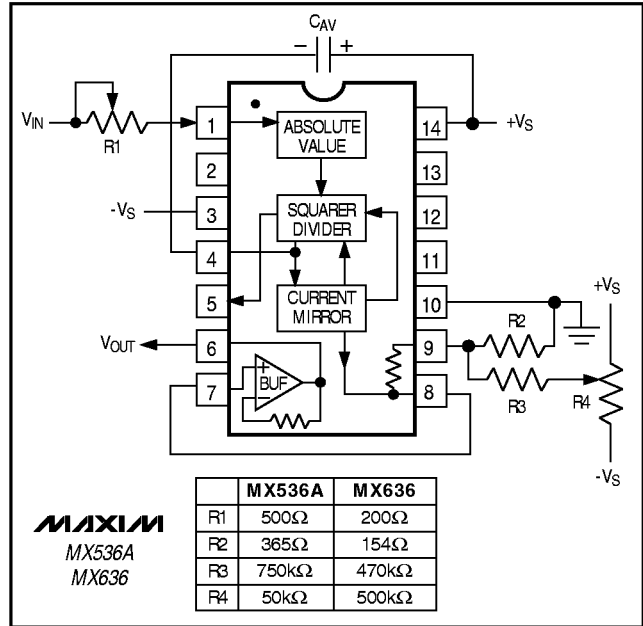 CAV
− +
VIN
R1
1
ABSOLUTE
VALUE
14
+VS
2
13
-VS
3
SQUARER
DIVIDER
12
4
11
5
CURRENT
MIRROR
10
+VS
VOUT
6
9
R2
7
+
BUF
−
8
R3
R4
-VS
MX536A MX636
R1 500Ω 200Ω
R2 365Ω 154Ω
R3 750kΩ 470kΩ
R4 50kΩ 500kΩ
MAXIM
MX536A
MX636